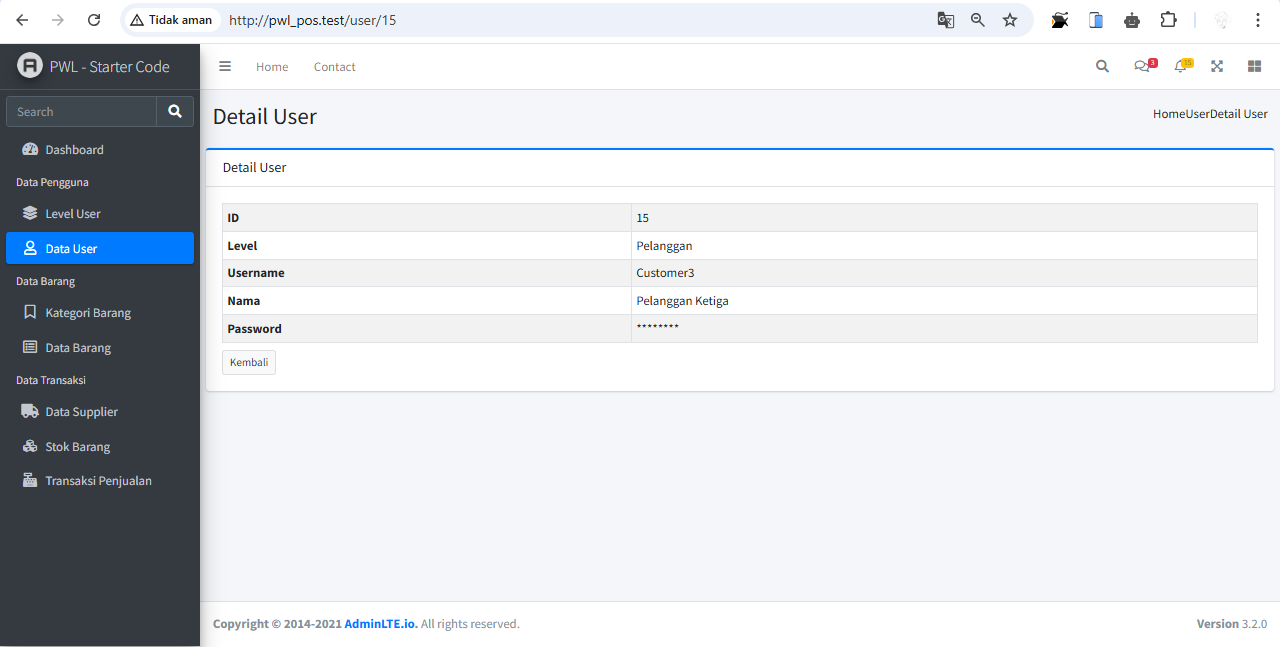 Tidak aman http://pwl_pos.test/user/15
PWL - Starter Code
Home Contact
3
15
Search
Dashboard
Data Pengguna
Level User
Data User
Data Barang
Kategori Barang
Data Barang
Data Transaksi
Data Supplier
Stok Barang
Transaksi Penjualan
Detail User
HomeUserDetail User
Detail User
ID 15
Level Pelanggan
Username Customer3
Nama Pelanggan Ketiga
Password ********
Kembali
Copyright © 2014-2021 AdminLTE.io. All rights reserved.
Version 3.2.0